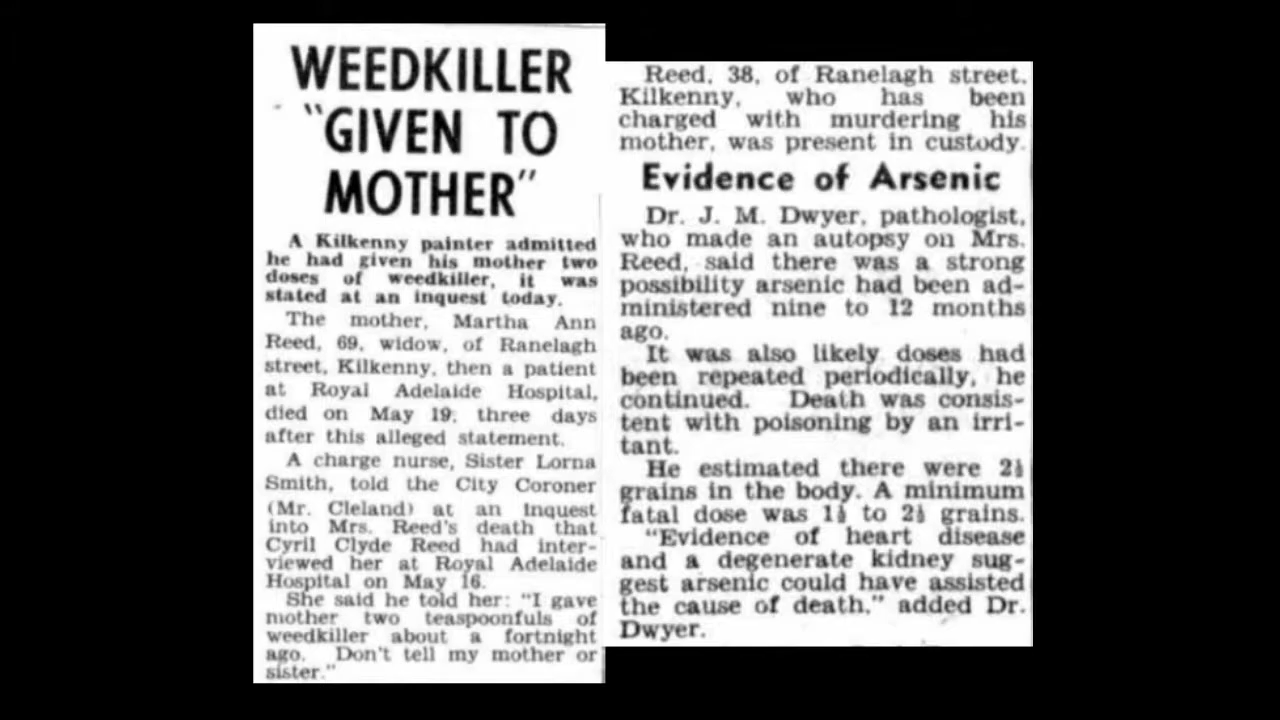 WEEDKILLER
"GIVEN TO
MOTHER"
A Kilkenny painter admitted
he had given his mother two
doses of weedkiller, it was
stated at an inquest today.
The mother, Martha Ann
Reed, 69, widow, of Ranelagh
street, Kilkenny, then a patient
at Royal Adelaide Hospital,
died on May 19, three days
after this alleged statement.
A charge nurse, Sister Lorna
Smith, told the City Coroner
(Mr. Cleland) at an inquest
into Mrs. Reed's death that
Cyril Clyde Reed had inter-
viewed her at Royal Adelaide
Hospital on May 16.
She said he told her: "I gave
mother two teaspoonfuls of
weedkiller about a fortnight
ago. Don't tell my mother or
sister."
Reed, 38, of Ranelagh street,
Kilkenny, who has been
charged with murdering his
mother, was present in custody.
Evidence of Arsenic
Dr. J. M. Dwyer, pathologist,
who made an autopsy on Mrs.
Reed, said there was a strong
possibility arsenic had been ad-
ministered nine to 12 months
ago.
It was also likely doses had
been repeated periodically, he
continued. Death was consis-
tent with poisoning by an irri-
tant.
He estimated there were 2½
grains in the body. A minimum
fatal dose was 1½ to 2½ grains.
"Evidence of heart disease
and a degenerate kidney sug-
gest arsenic could have assisted
the cause of death," added Dr.
Dwyer.